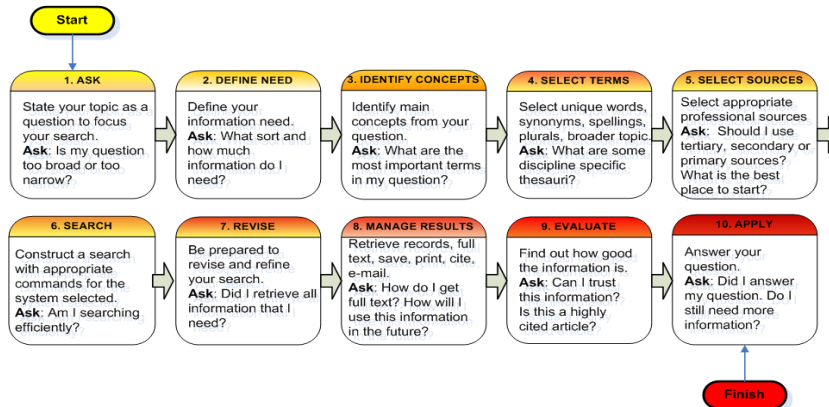 Start
1. ASK
State your topic as a
question to focus
your search.
Ask: Is my question
too broad or too
narrow?
2. DEFINE NEED
Define your
information need.
Ask: What sort and
how much
information do I
need?
3. IDENTIFY CONCEPTS
Identify main
concepts from your
question.
Ask: What are the
most important terms
in my question?
4. SELECT TERMS
Select unique words,
synonyms, spellings,
plurals, broader topic.
Ask: What are some
discipline specific
thesauri?
5. SELECT SOURCES
Select appropriate
professional sources
Ask: Should I use
tertiary, secondary or
primary sources?
What is the best
place to start?
6. SEARCH
Construct a search
with appropriate
commands for the
system selected.
Ask: Am I searching
efficiently?
7. REVISE
Be prepared to
revise and refine
your search.
Ask: Did I retrieve all
information that I
need?
8. MANAGE RESULTS
Retrieve records, full
text, save, print, cite,
e-mail.
Ask: How do I get
full text? How will I
use this information
in the future?
9. EVALUATE
Find out how good
the information is.
Ask: Can I trust
this information?
Is this a highly
cited article?
10. APPLY
Answer your
question.
Ask: Did I answer
my question. Do I
still need more
information?
Finish